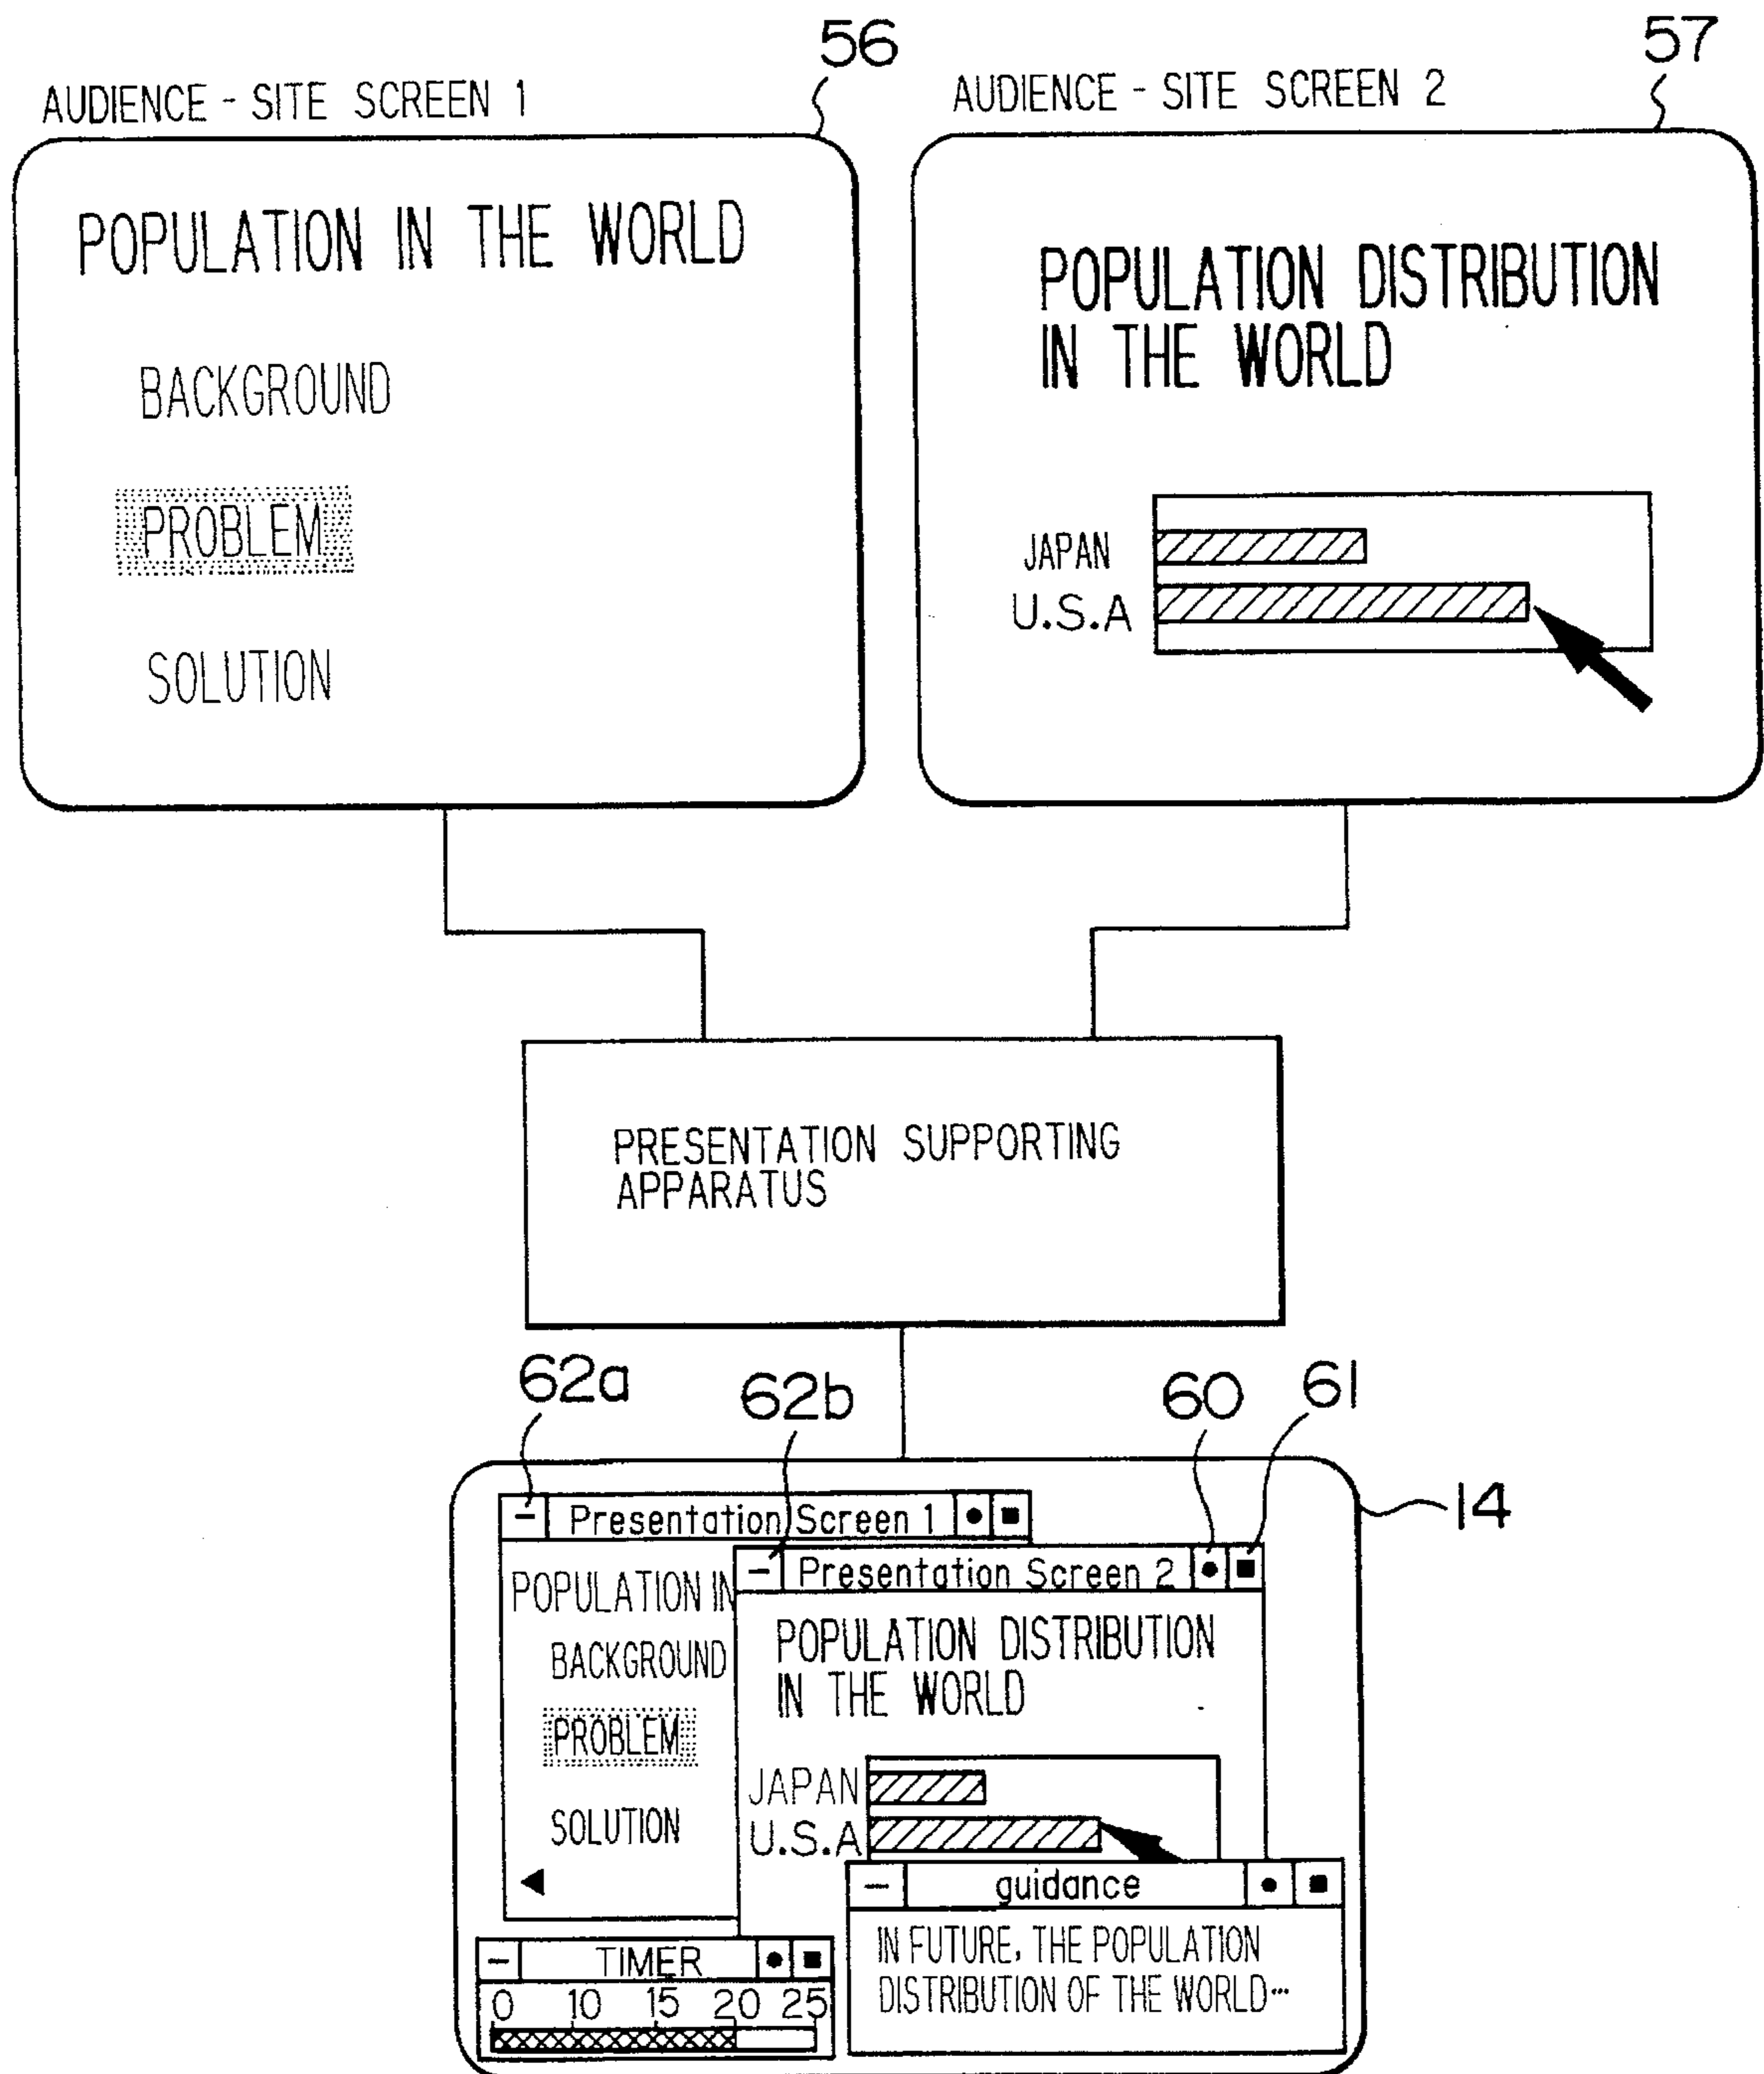 56
57
AUDIENCE - SITE SCREEN 1
AUDIENCE - SITE SCREEN 2
POPULATION IN THE WORLD
BACKGROUND
PROBLEM
SOLUTION
POPULATION DISTRIBUTION
IN THE WORLD
JAPAN
U.S.A
PRESENTATION SUPPORTING
APPARATUS
62a
62b
60
61
14
Presentation Screen 1
POPULATION IN
BACKGROUND
PROBLEM
SOLUTION
Presentation Screen 2
POPULATION DISTRIBUTION
IN THE WORLD
JAPAN
U.S.A
guidance
IN FUTURE, THE POPULATION
DISTRIBUTION OF THE WORLD…
TIMER
0 10 15 20 25